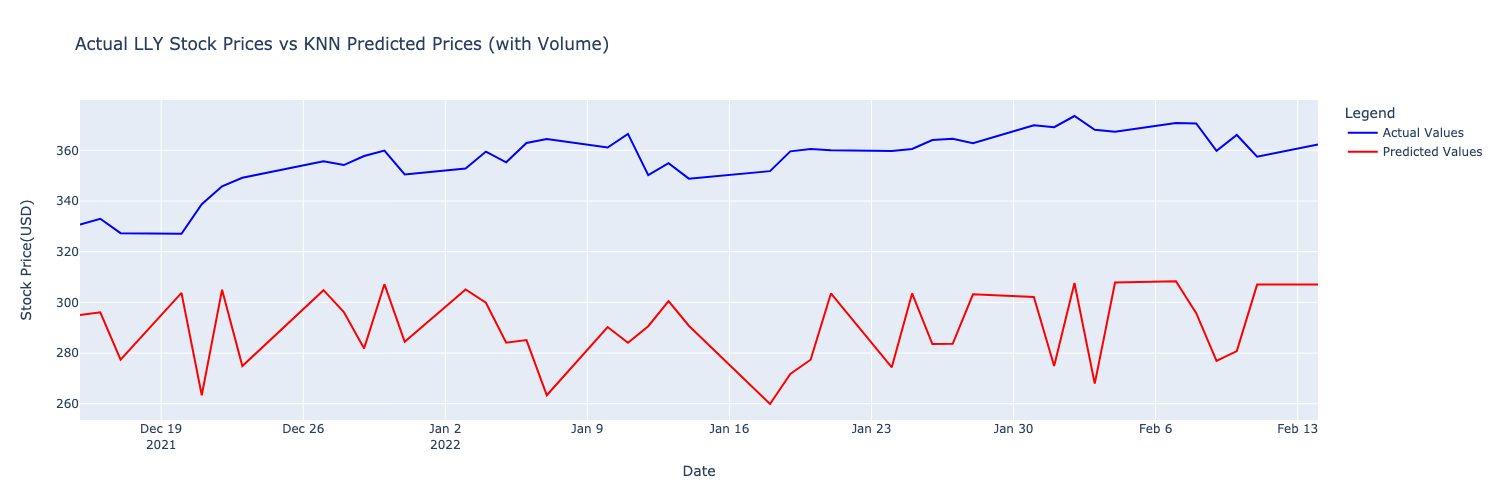 Actual LLY Stock Prices vs KNN Predicted Prices (with Volume)
Legend
Actual Values
Predicted Values
Stock Price(USD)
360
340
320
300
280
260
Dec 19
2021
Dec 26
Jan 2
2022
Jan 9
Jan 16
Jan 23
Jan 30
Feb 6
Feb 13
Date